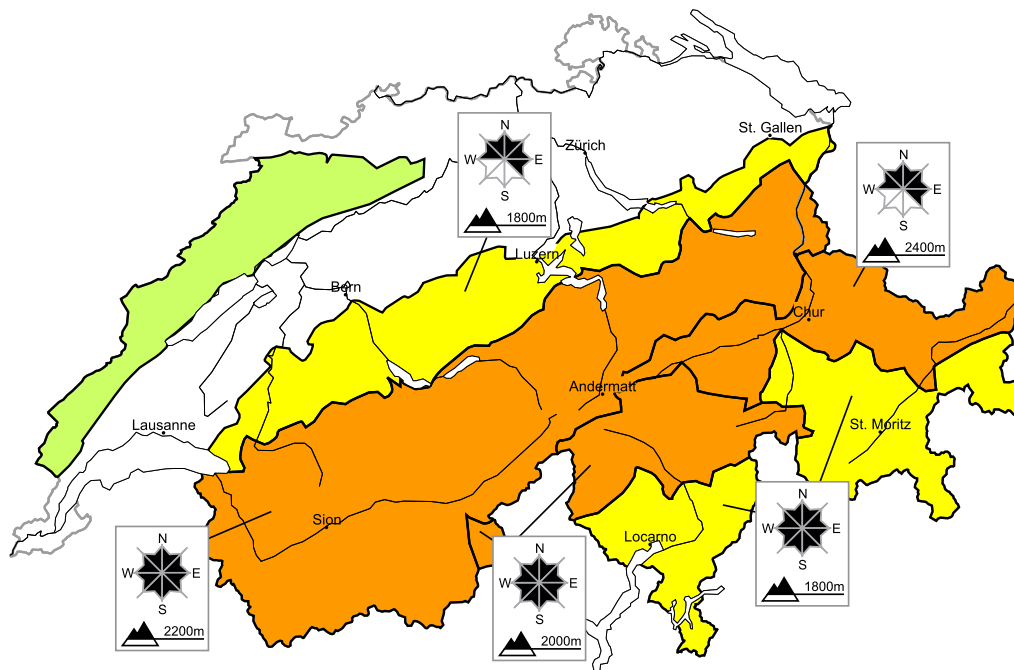 St. Gallen
Zürich
N
W E
S
1800m
N
W E
S
2400m
Luzern
Bern
Chur
Andermatt
Lausanne
St. Moritz
Sion
Locarno
N
W E
S
2200m
N
W E
S
2000m
N
W E
S
1800m